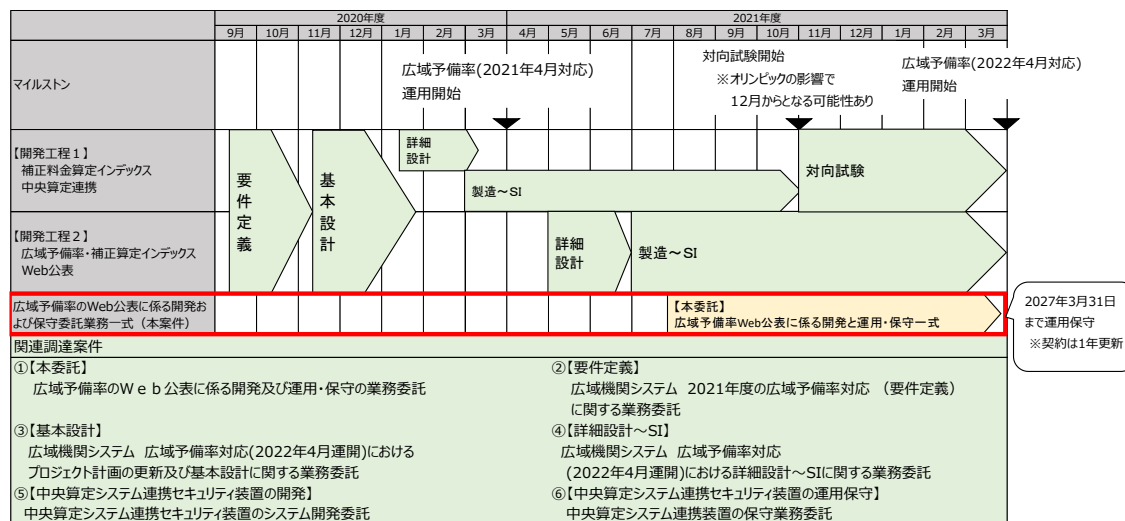 2020年度 2021年度
9月 10月 11月 12月 1月 2月 3月 4月 5月 6月 7月 8月 9月 10月 11月 12月 1月 2月 3月
マイルストン
広域予備率(2021年4月対応)
運用開始
対向試験開始
※オリンピックの影響で
12月からとなる可能性あり
広域予備率(2022年4月対応)
運用開始
【開発工程1】
補正料金算定インデックス
中央算定連携
要件定義
基本設計
詳細
設計
製造~SI
対向試験
【開発工程2】
広域予備率・補正算定インデックス
Web公表
詳細
設計
製造~SI
広域予備率のWeb公表に係る開発お
よび保守委託業務一式(本案件)
【本委託】
広域予備率Web公表に係る開発と運用・保守一式
2027年3月31日
まで運用保守
※契約は1年更新
関連調達案件
①【本委託】
広域予備率のWeb公表に係る開発及び運用・保守の業務委託
②【要件定義】
広域機関システム 2021年度の広域予備率対応 (要件定義)
に関する業務委託
③【基本設計】
広域機関システム 広域予備率対応(2022年4月運開)における
プロジェクト計画の更新及び基本設計に関する業務委託
④【詳細設計~SI】
広域機関システム 広域予備率対応
(2022年4月運開)における詳細設計~SIに関する業務委託
⑤【中央算定システム連携セキュリティ装置の開発】
中央算定システム連携セキュリティ装置のシステム開発委託
⑥【中央算定システム連携セキュリティ装置の運用保守】
中央算定システム連携装置の保守業務委託